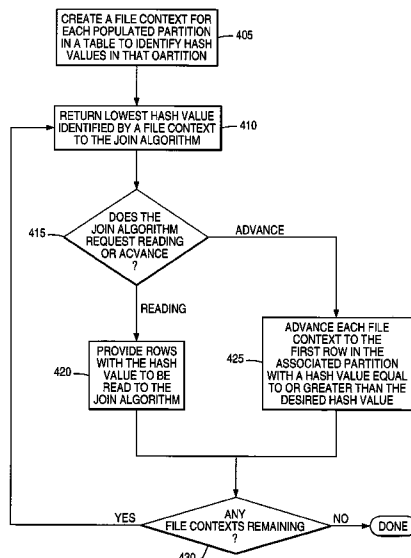 CREATE A FILE CONTEXT FOR
EACH POPULATED PARTITION
IN A TABLE TO IDENTIFY HASH
VALUES IN THAT OARTITION
405
RETURN LOWEST HASH VALUE
IDENTIFIED BY A FILE CONTEXT
TO THE JOIN ALGORITHM
410
DOES THE
JOIN ALGORITHM
REQUEST READING
OR ACVANCE
?
415
ADVANCE
READING
PROVIDE ROWS
WITH THE HASH
VALUE TO BE
READ TO THE
JOIN ALGORITHM
420
ADVANCE EACH FILE
CONTEXT TO THE
FIRST ROW IN THE
ASSOCIATED PARTITION
WITH A HASH VALUE EQUAL
TO OR GREATER THAN THE
DESIRED HASH VALUE
425
YES
ANY
FILE CONTEXTS REMAINING
?
NO
DONE
430